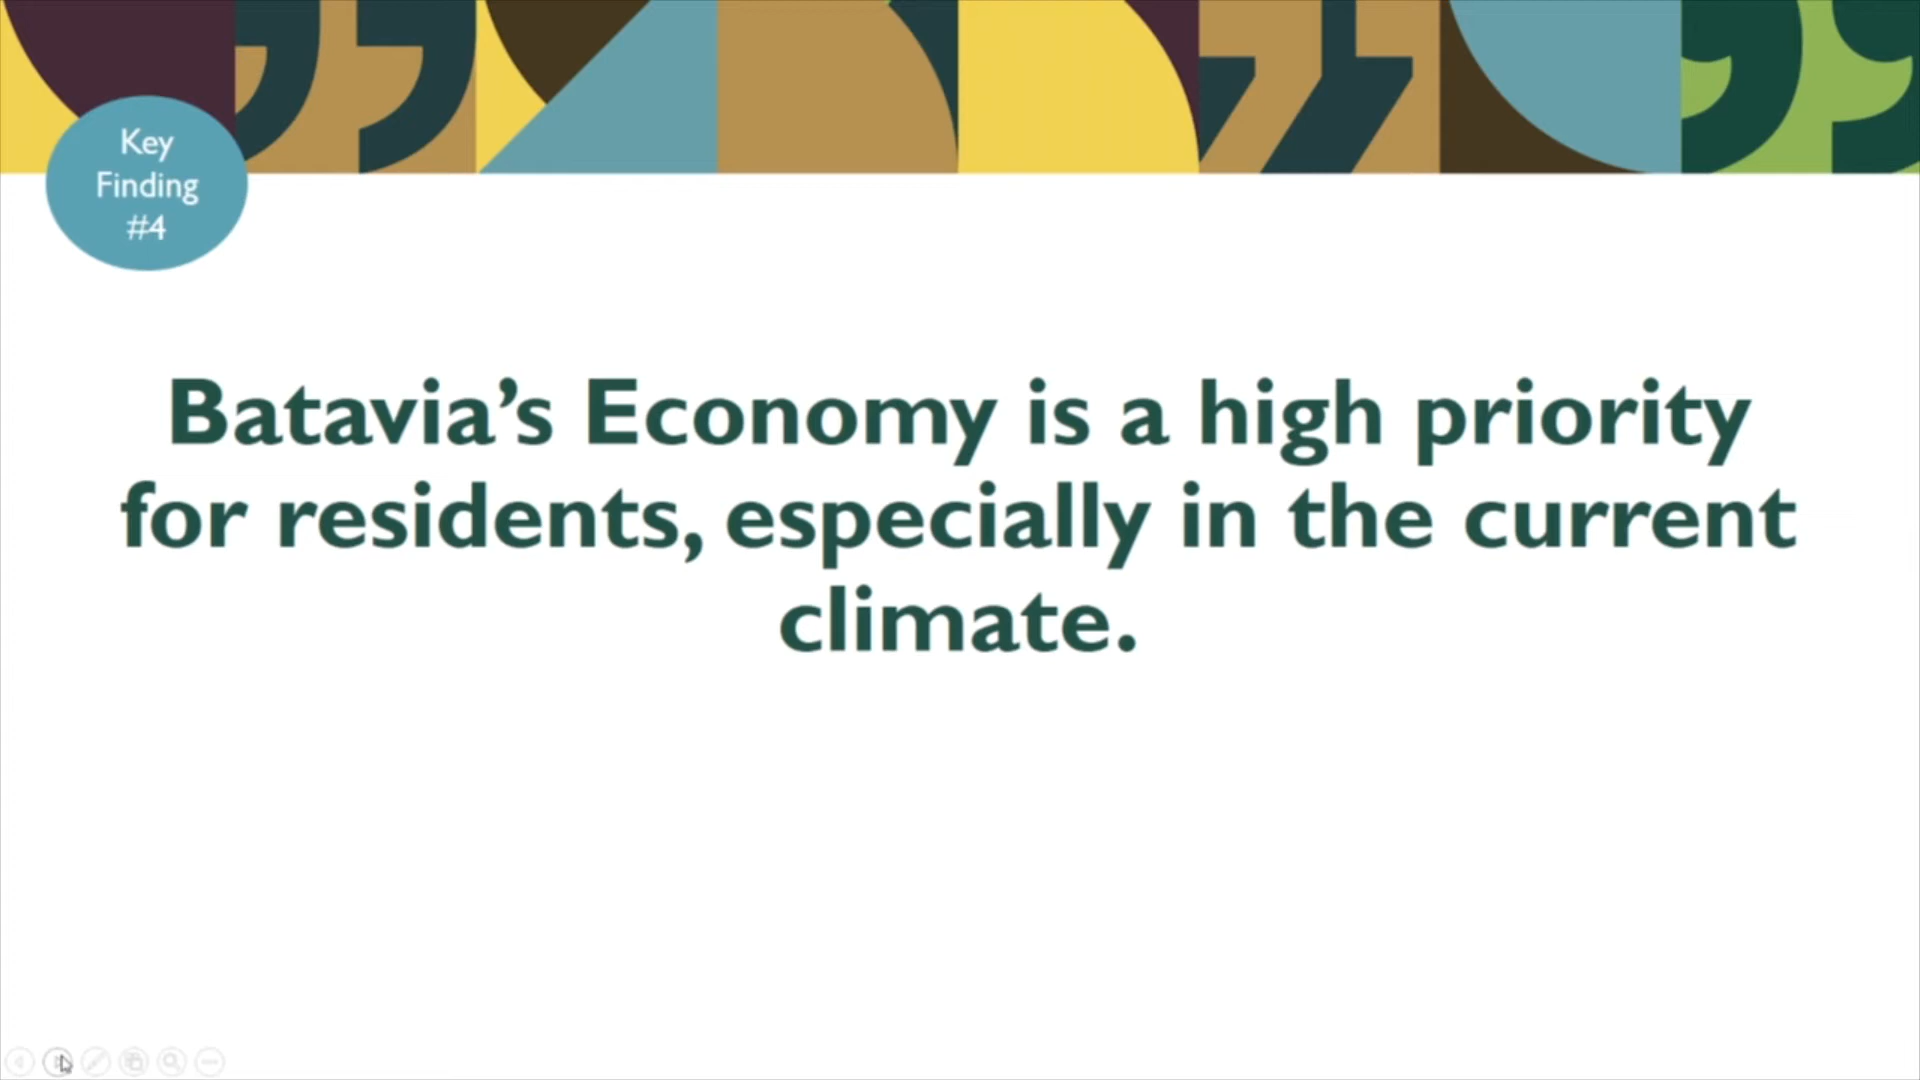 Key
Finding
#4
Batavia’s Economy is a high priority
for residents, especially in the current
climate.